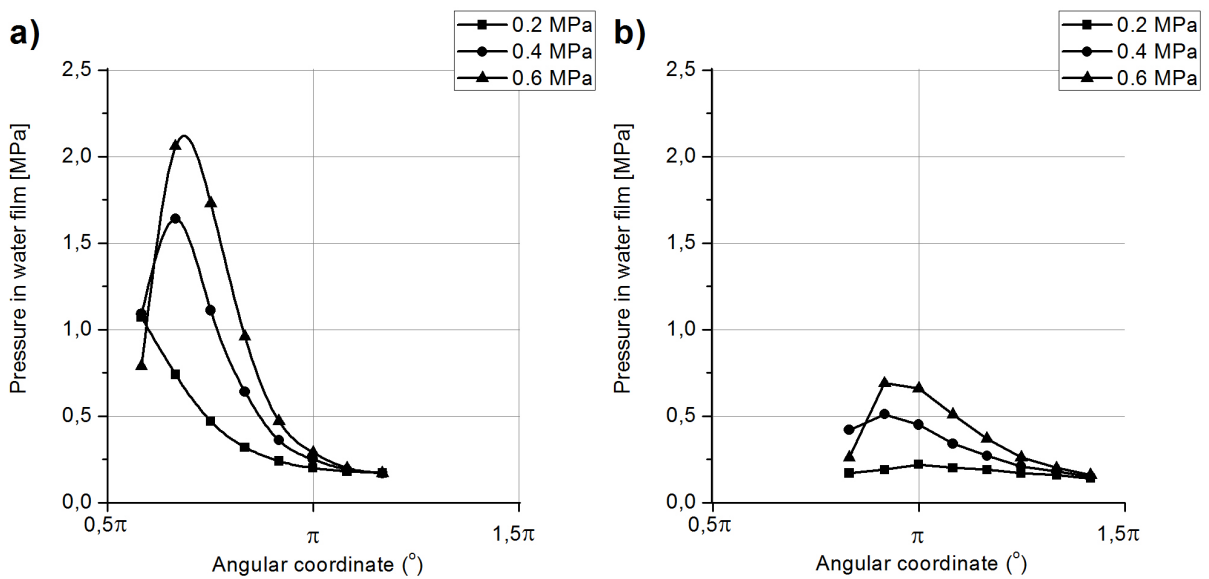 a)
0.2 MPa
0.4 MPa
0.6 MPa
Pressure in water film [MPa]
2,5
2,0
1,5
1,0
0,5
0,0
0,5π
π
1,5π
Angular coordinate (°)
b)
0.2 MPa
0.4 MPa
0.6 MPa
Pressure in water film [MPa]
2,5
2,0
1,5
1,0
0,5
0,0
0,5π
π
1,5π
Angular coordinate (°)